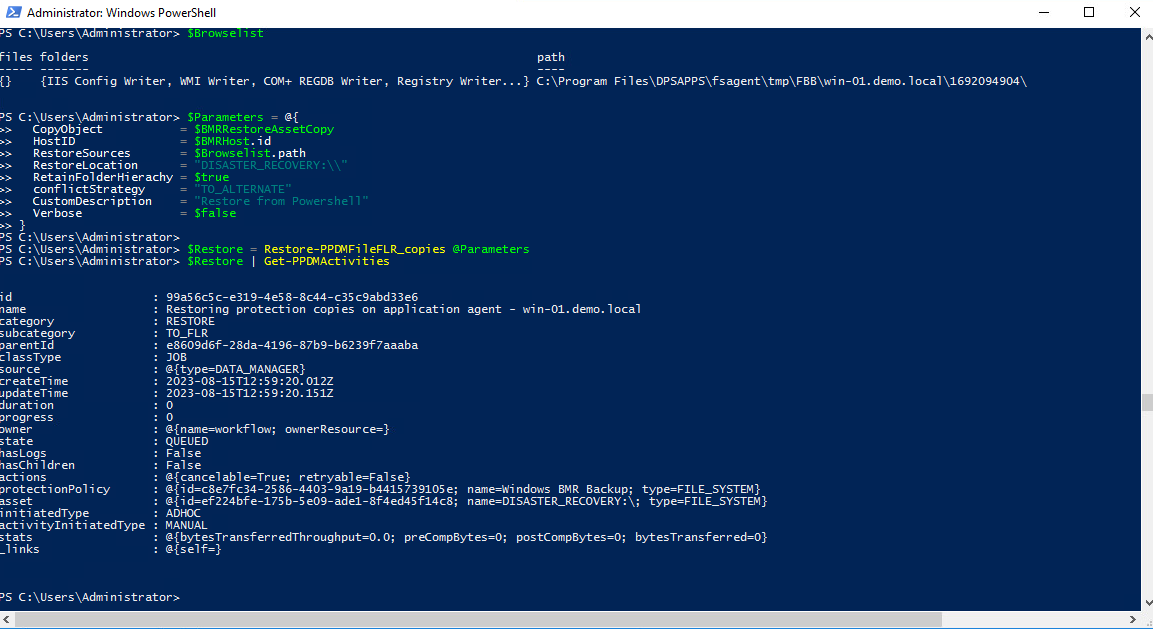 Administrator: Windows PowerShell
PS C:\Users\Administrator> $Browselist
files folders path
----- ------- ----
{} {IIS Config Writer, WMI Writer, COM+ REGDB Writer, Registry Writer...} C:\Program Files\DPSAPPS\fsagent\tmp\FBB\win-01.demo.local\1692094904\
PS C:\Users\Administrator> $Parameters = @{
>> CopyObject = $BMRRestoreAssetCopy
>> HostID = $BMRHost.id
>> RestoreSources = $Browselist.path
>> RestoreLocation = "DISASTER_RECOVERY:\\"
>> RetainFolderHierachy = $true
>> conflictStrategy = "TO_ALTERNATE"
>> CustomDescription = "Restore from Powershell"
>> Verbose = $false
>> }
PS C:\Users\Administrator>
PS C:\Users\Administrator> $Restore = Restore-PPDMFileFLR_copies @Parameters
PS C:\Users\Administrator> $Restore | Get-PPDMActivities
id : 99a56c5c-e319-4e58-8c44-c35c9abd33e6
name : Restoring protection copies on application agent - win-01.demo.local
category : RESTORE
subcategory : TO_FLR
parentId : e8609d6f-28da-4196-87b9-b6239f7aaaba
classType : JOB
source : @{type=DATA_MANAGER}
createTime : 2023-08-15T12:59:20.012Z
updateTime : 2023-08-15T12:59:20.151Z
duration : 0
progress : 0
owner : @{name=workflow; ownerResource=}
state : QUEUED
hasLogs : False
hasChildren : False
actions : @{cancelable=True; retryable=False}
protectionPolicy : @{id=c8e7fc34-2586-4403-9a19-b4415739105e; name=Windows BMR Backup; type=FILE_SYSTEM}
asset : @{id=ef224bfe-175b-5e09-ade1-8f4ed45f14c8; name=DISASTER_RECOVERY:\; type=FILE_SYSTEM}
initiatedType : ADHOC
activityInitiatedType : MANUAL
stats : @{bytesTransferredThroughput=0.0; preCompBytes=0; postCompBytes=0; bytesTransferred=0}
_links : @{self=}
PS C:\Users\Administrator>